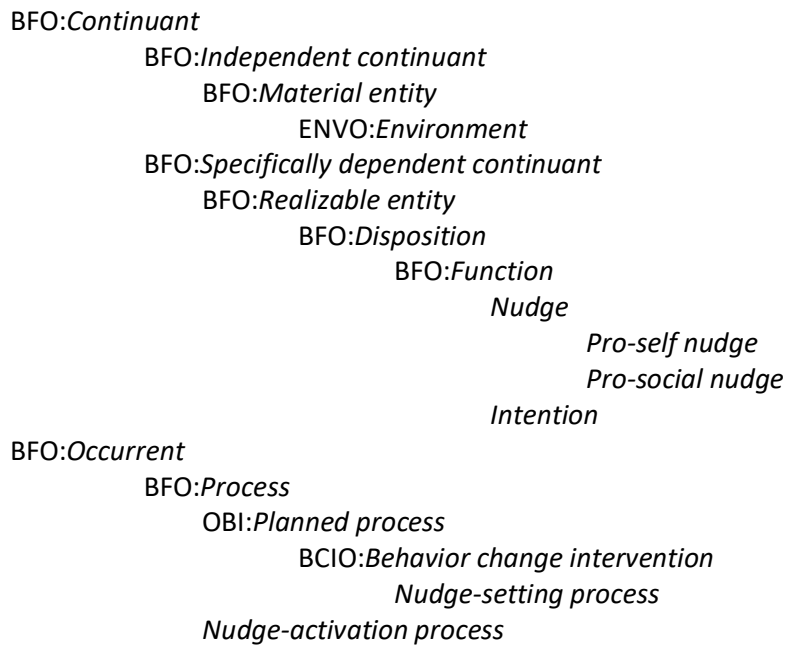 BFO:Continuant
BFO:Independent continuant
BFO:Material entity
ENVO:Environment
BFO:Specifically dependent continuant
BFO:Realizable entity
BFO:Disposition
BFO:Function
Nudge
Pro-self nudge
Pro-social nudge
Intention
BFO:Occurrent
BFO:Process
OBI:Planned process
BCIO:Behavior change intervention
Nudge-setting process
Nudge-activation process